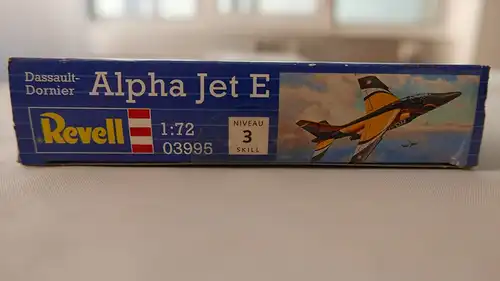 Dassault-
Dornier
Alpha Jet E
Revell
1:72
03995
NIVEAU
3
SKILL